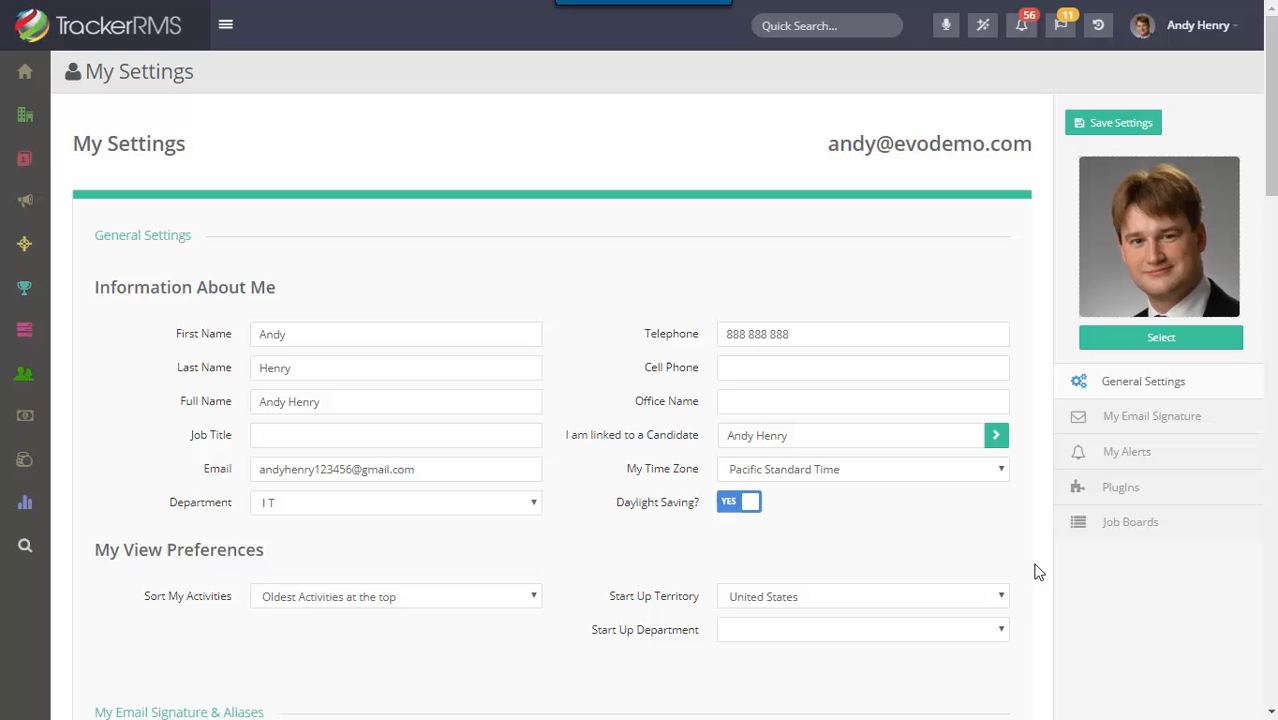 TrackerRMS
Quick Search...
56
11
Andy Henry
My Settings
My Settings
andy@evodemo.com
Save Settings
Select
General Settings
My Email Signature
My Alerts
PlugIns
Job Boards
General Settings
Information About Me
First Name Andy
Telephone 888 888 888
Last Name Henry
Cell Phone
Full Name Andy Henry
Office Name
Job Title
I am linked to a Candidate Andy Henry
Email andyhenry123456@gmail.com
My Time Zone Pacific Standard Time
Department I T
Daylight Saving? YES
My View Preferences
Sort My Activities Oldest Activities at the top
Start Up Territory United States
Start Up Department
My Email Signature & Aliases